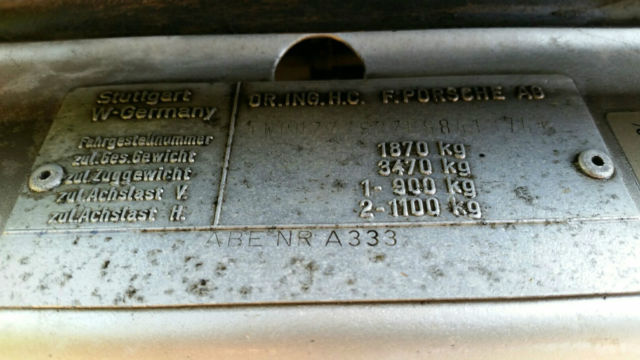 Stuttgart
W-Germany
DR.ING.H.C. F.PORSCHE AG
Fahrgestellnummer
zul.Ges.Gewicht 1870 kg
zul.Zuggewicht 3470 kg
zul.Achslast V. 1- 900 kg
zul.Achslast H. 2-1100 kg
ABE NR A333